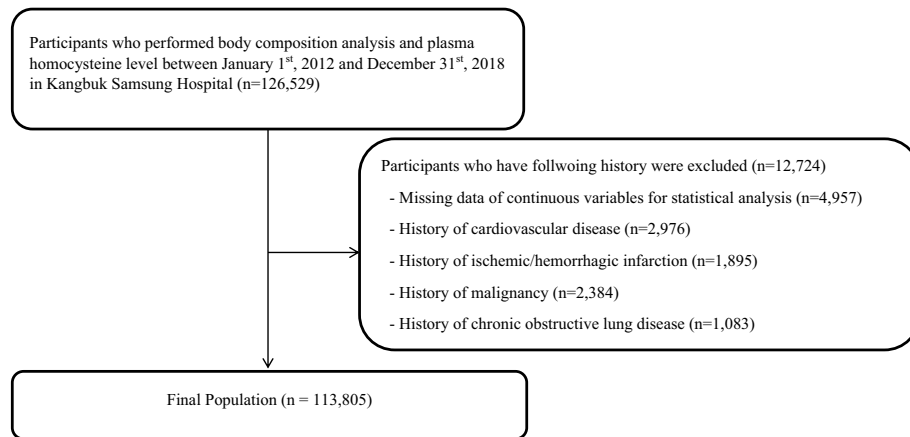 Participants who performed body composition analysis and plasma
homocysteine level between January 1st, 2012 and December 31st, 2018
in Kangbuk Samsung Hospital (n=126,529)
Participants who have follwoing history were excluded (n=12,724)
- Missing data of continuous variables for statistical analysis (n=4,957)
- History of cardiovascular disease (n=2,976)
- History of ischemic/hemorrhagic infarction (n=1,895)
- History of malignancy (n=2,384)
- History of chronic obstructive lung disease (n=1,083)
Final Population (n = 113,805)